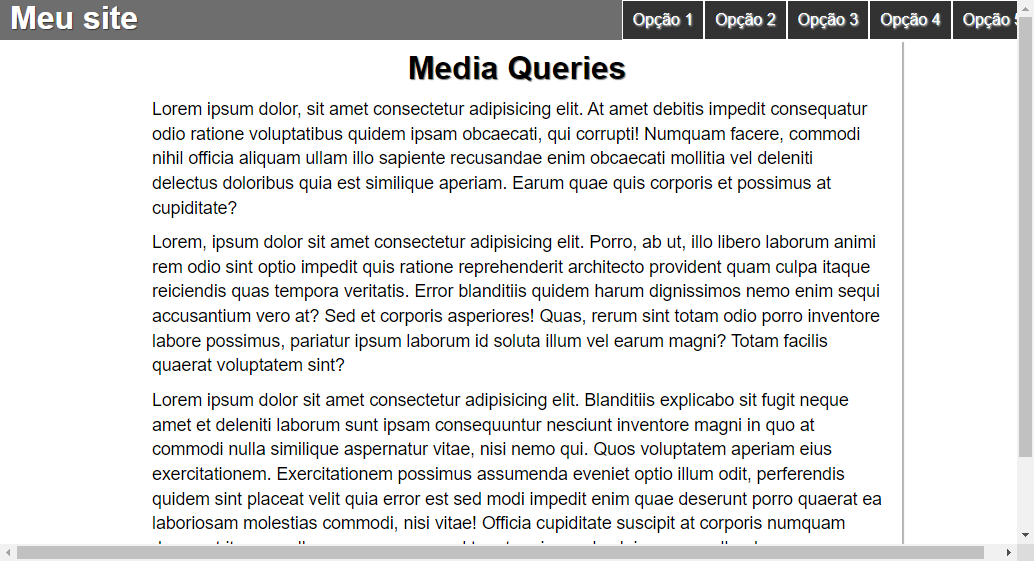 Meu site
Opção 1 Opção 2 Opção 3 Opção 4 Opção
Media Queries
Lorem ipsum dolor, sit amet consectetur adipisicing elit. At amet debitis impedit consequatur
odio ratione voluptatibus quidem ipsam obcaecati, qui corrupti! Numquam facere, commodi
nihil officia aliquam ullam illo sapiente recusandae enim obcaecati mollitia vel deleniti
delectus doloribus quia est similique aperiam. Earum quae quis corporis et possimus at
cupiditate?
Lorem, ipsum dolor sit amet consectetur adipisicing elit. Porro, ab ut, illo libero laborum animi
rem odio sint optio impedit quis ratione reprehenderit architecto provident quam culpa itaque
reiciendis quas tempora veritatis. Error blanditiis quidem harum dignissimos nemo enim sequi
accusantium vero at? Sed et corporis asperiores! Quas, rerum sint totam odio porro inventore
labore possimus, pariatur ipsum laborum id soluta illum vel earum magni? Totam facilis
quaerat voluptatem sint?
Lorem ipsum dolor sit amet consectetur adipisicing elit. Blanditiis explicabo sit fugit neque
amet et deleniti laborum sunt ipsam consequuntur nesciunt inventore magni in quo at
commodi nulla similique aspernatur vitae, nisi nemo qui. Quos voluptatem aperiam eius
exercitationem. Exercitationem possimus assumenda eveniet optio illum odit, perferendis
quidem sint placeat velit quia error est sed modi impedit enim quae deserunt porro quaerat ea
laboriosam molestias commodi, nisi vitae! Officia cupiditate suscipit at corporis numquam